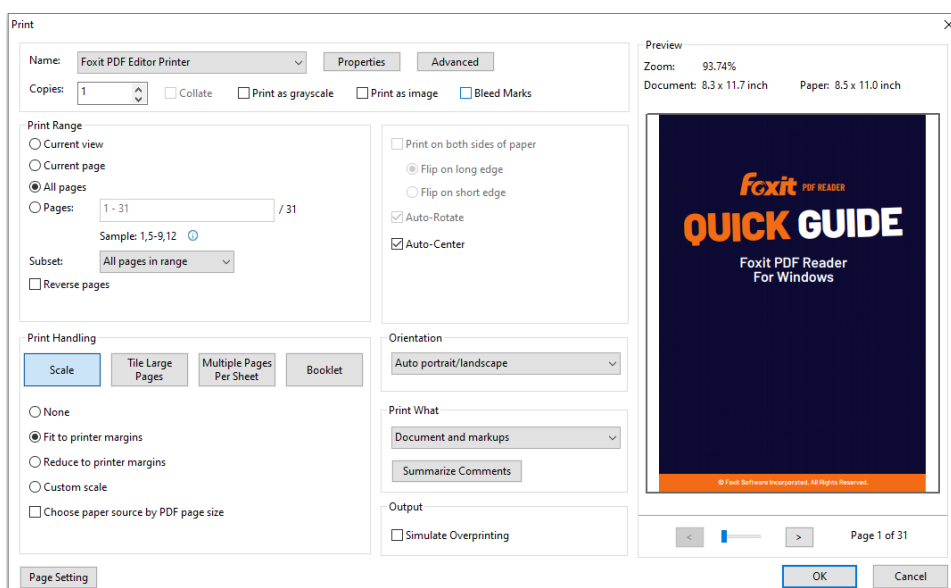 Print
Name: Foxit PDF Editor Printer Properties Advanced
Copies: 1 Collate Print as grayscale Print as image Bleed Marks
Print Range
Current view
Current page
All pages
Pages: 1 - 31 / 31
Sample: 1,5-9,12
Subset: All pages in range
Reverse pages
Print on both sides of paper
Flip on long edge
Flip on short edge
Auto-Rotate
Auto-Center
Print Handling
Scale
Tile Large
Pages
Multiple Pages
Per Sheet
Booklet
None
Fit to printer margins
Reduce to printer margins
Custom scale
Choose paper source by PDF page size
Orientation
Auto portrait/landscape
Print What
Document and markups
Summarize Comments
Output
Simulate Overprinting
Preview
Zoom: 93.74%
Document: 8.3 x 11.7 inch Paper: 8.5 x 11.0 inch
Foxit PDF READER
QUICK GUIDE
Foxit PDF Reader
For Windows
© Foxit Software Incorporated. All Rights Reserved.
< > Page 1 of 31
Page Setting OK Cancel